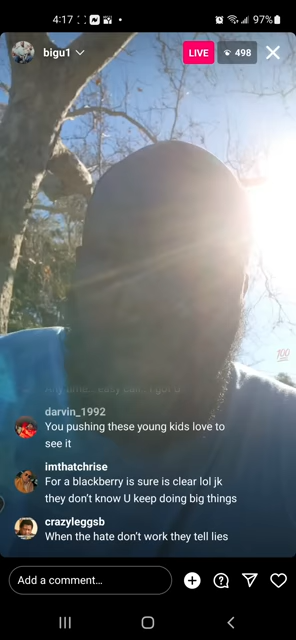 4:17
97%
bigu1
LIVE
498
100
darvin_1992
You pushing these young kids love to
see it
imthatchrise
For a blackberry is sure is clear lol jk
they don't know U keep doing big things
crazyleggsb
When the hate don't work they tell lies
Add a comment...